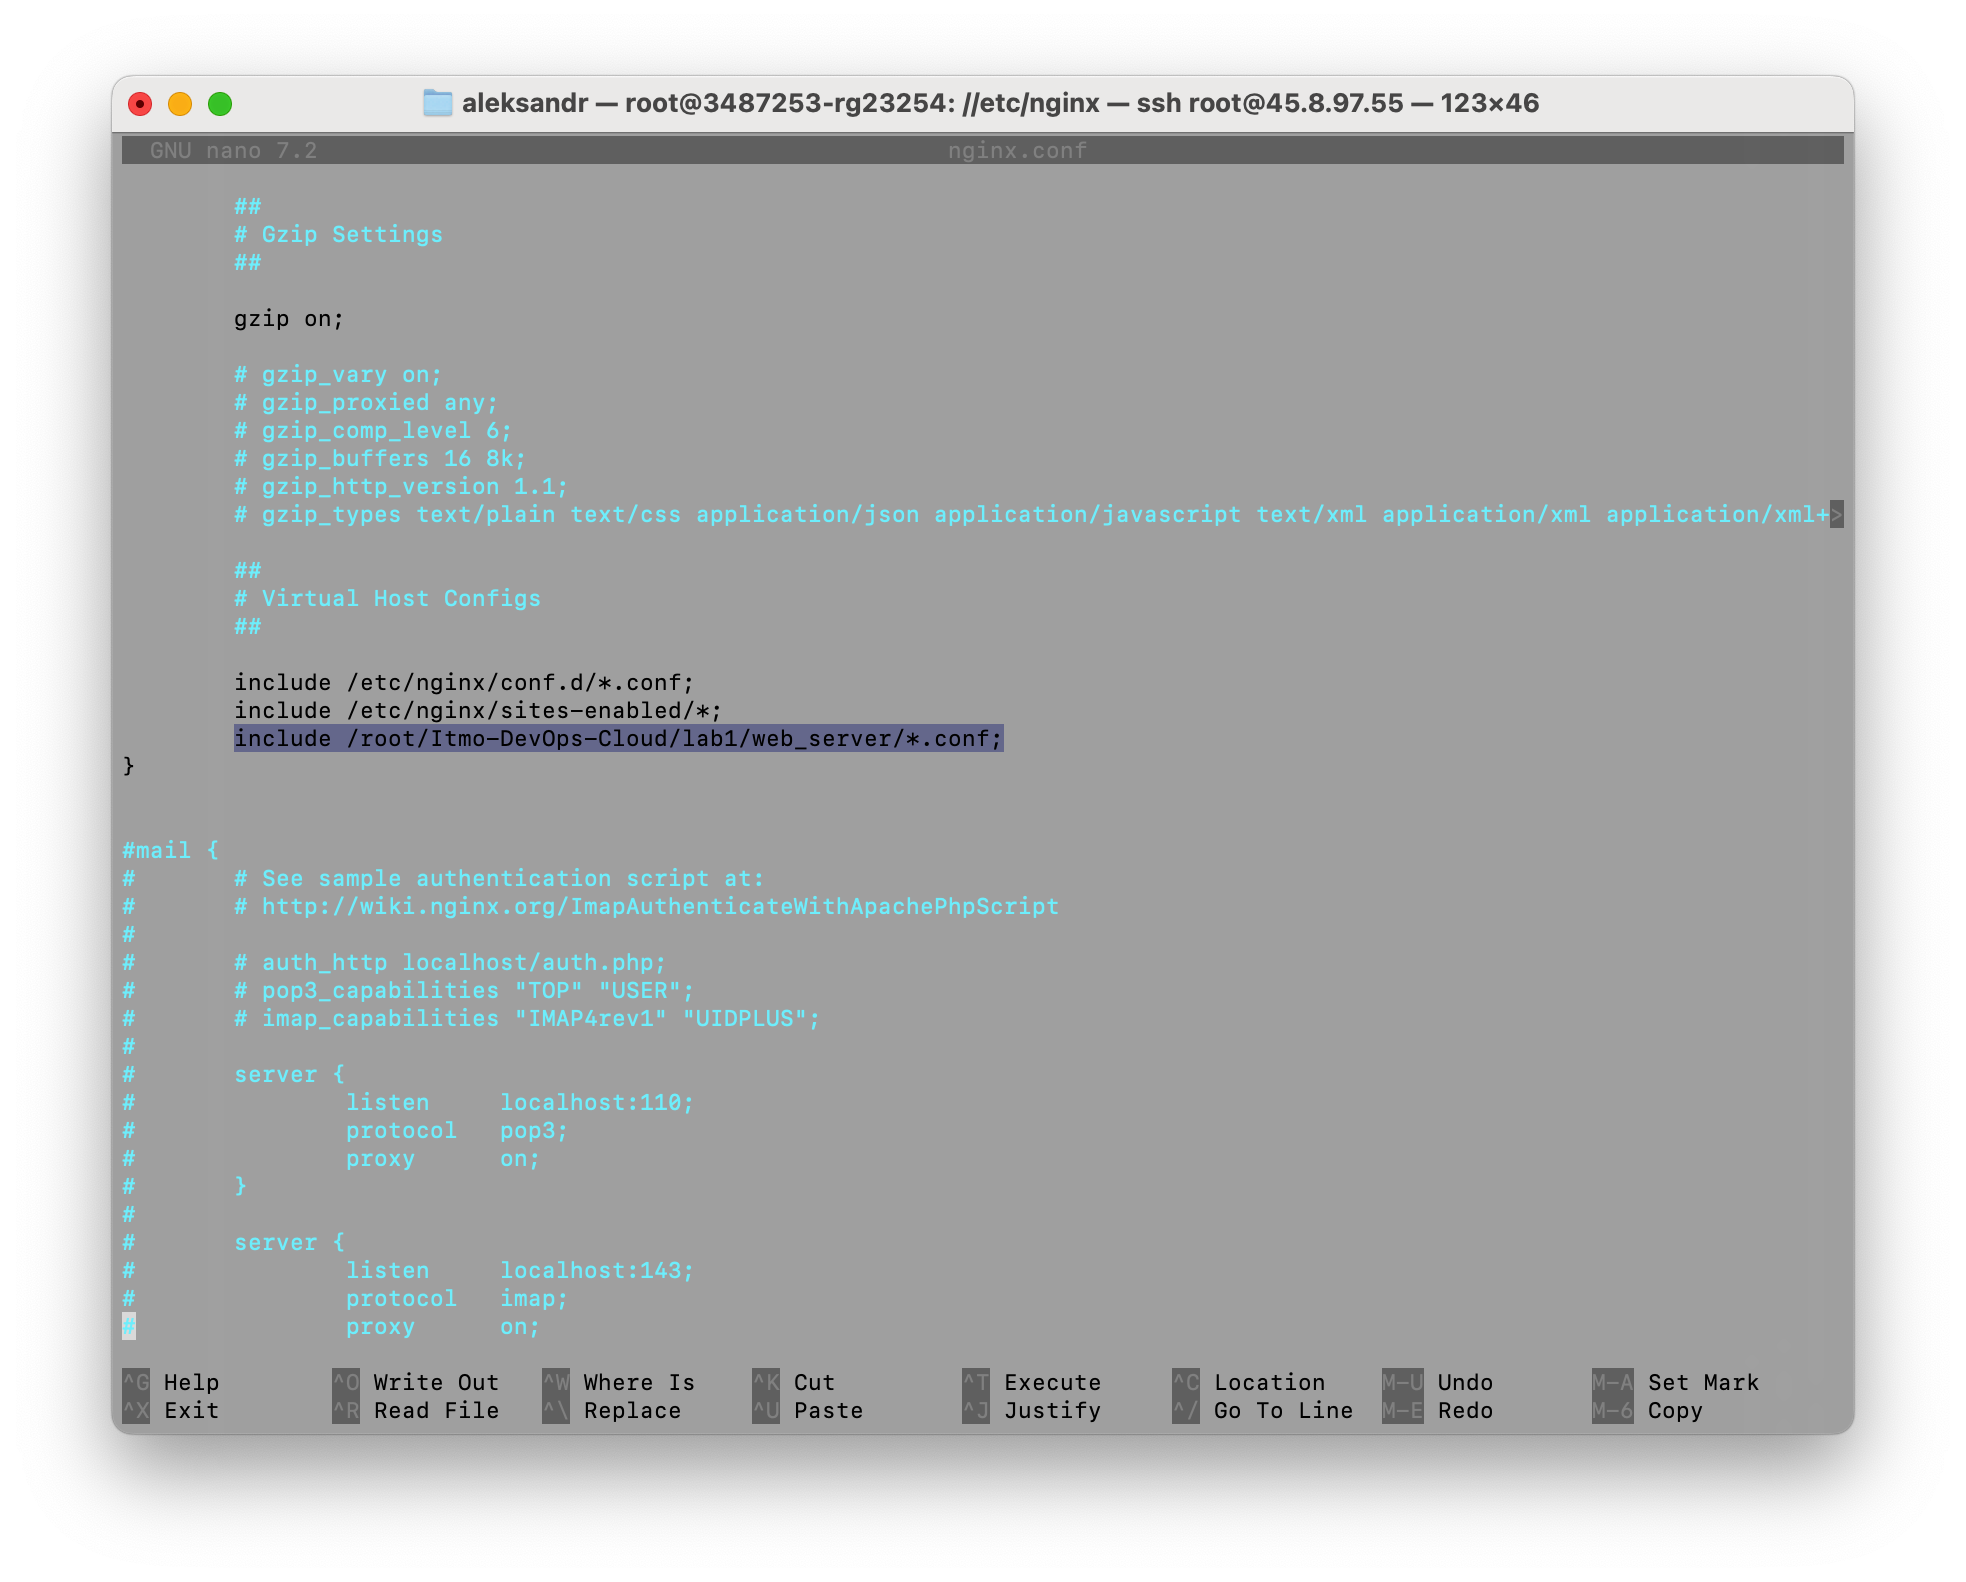 aleksandr — root@3487253-rg23254: //etc/nginx — ssh root@45.8.97.55 — 123×46
GNU nano 7.2 nginx.conf
##
# Gzip Settings
##
gzip on;
# gzip_vary on;
# gzip_proxied any;
# gzip_comp_level 6;
# gzip_buffers 16 8k;
# gzip_http_version 1.1;
# gzip_types text/plain text/css application/json application/javascript text/xml application/xml application/xml+>
##
# Virtual Host Configs
##
include /etc/nginx/conf.d/*.conf;
include /etc/nginx/sites-enabled/*;
include /root/Itmo-DevOps-Cloud/lab1/web_server/*.conf;
}
#mail {
#       # See sample authentication script at:
#       # http://wiki.nginx.org/ImapAuthenticateWithApachePhpScript
#
#       # auth_http localhost/auth.php;
#       # pop3_capabilities "TOP" "USER";
#       # imap_capabilities "IMAP4rev1" "UIDPLUS";
#
#       server {
#               listen     localhost:110;
#               protocol   pop3;
#               proxy      on;
#       }
#
#       server {
#               listen     localhost:143;
#               protocol   imap;
#               proxy      on;
^G Help ^O Write Out ^W Where Is ^K Cut ^T Execute ^C Location M-U Undo M-A Set Mark
^X Exit ^R Read File ^\ Replace ^U Paste ^J Justify ^/ Go To Line M-E Redo M-6 Copy